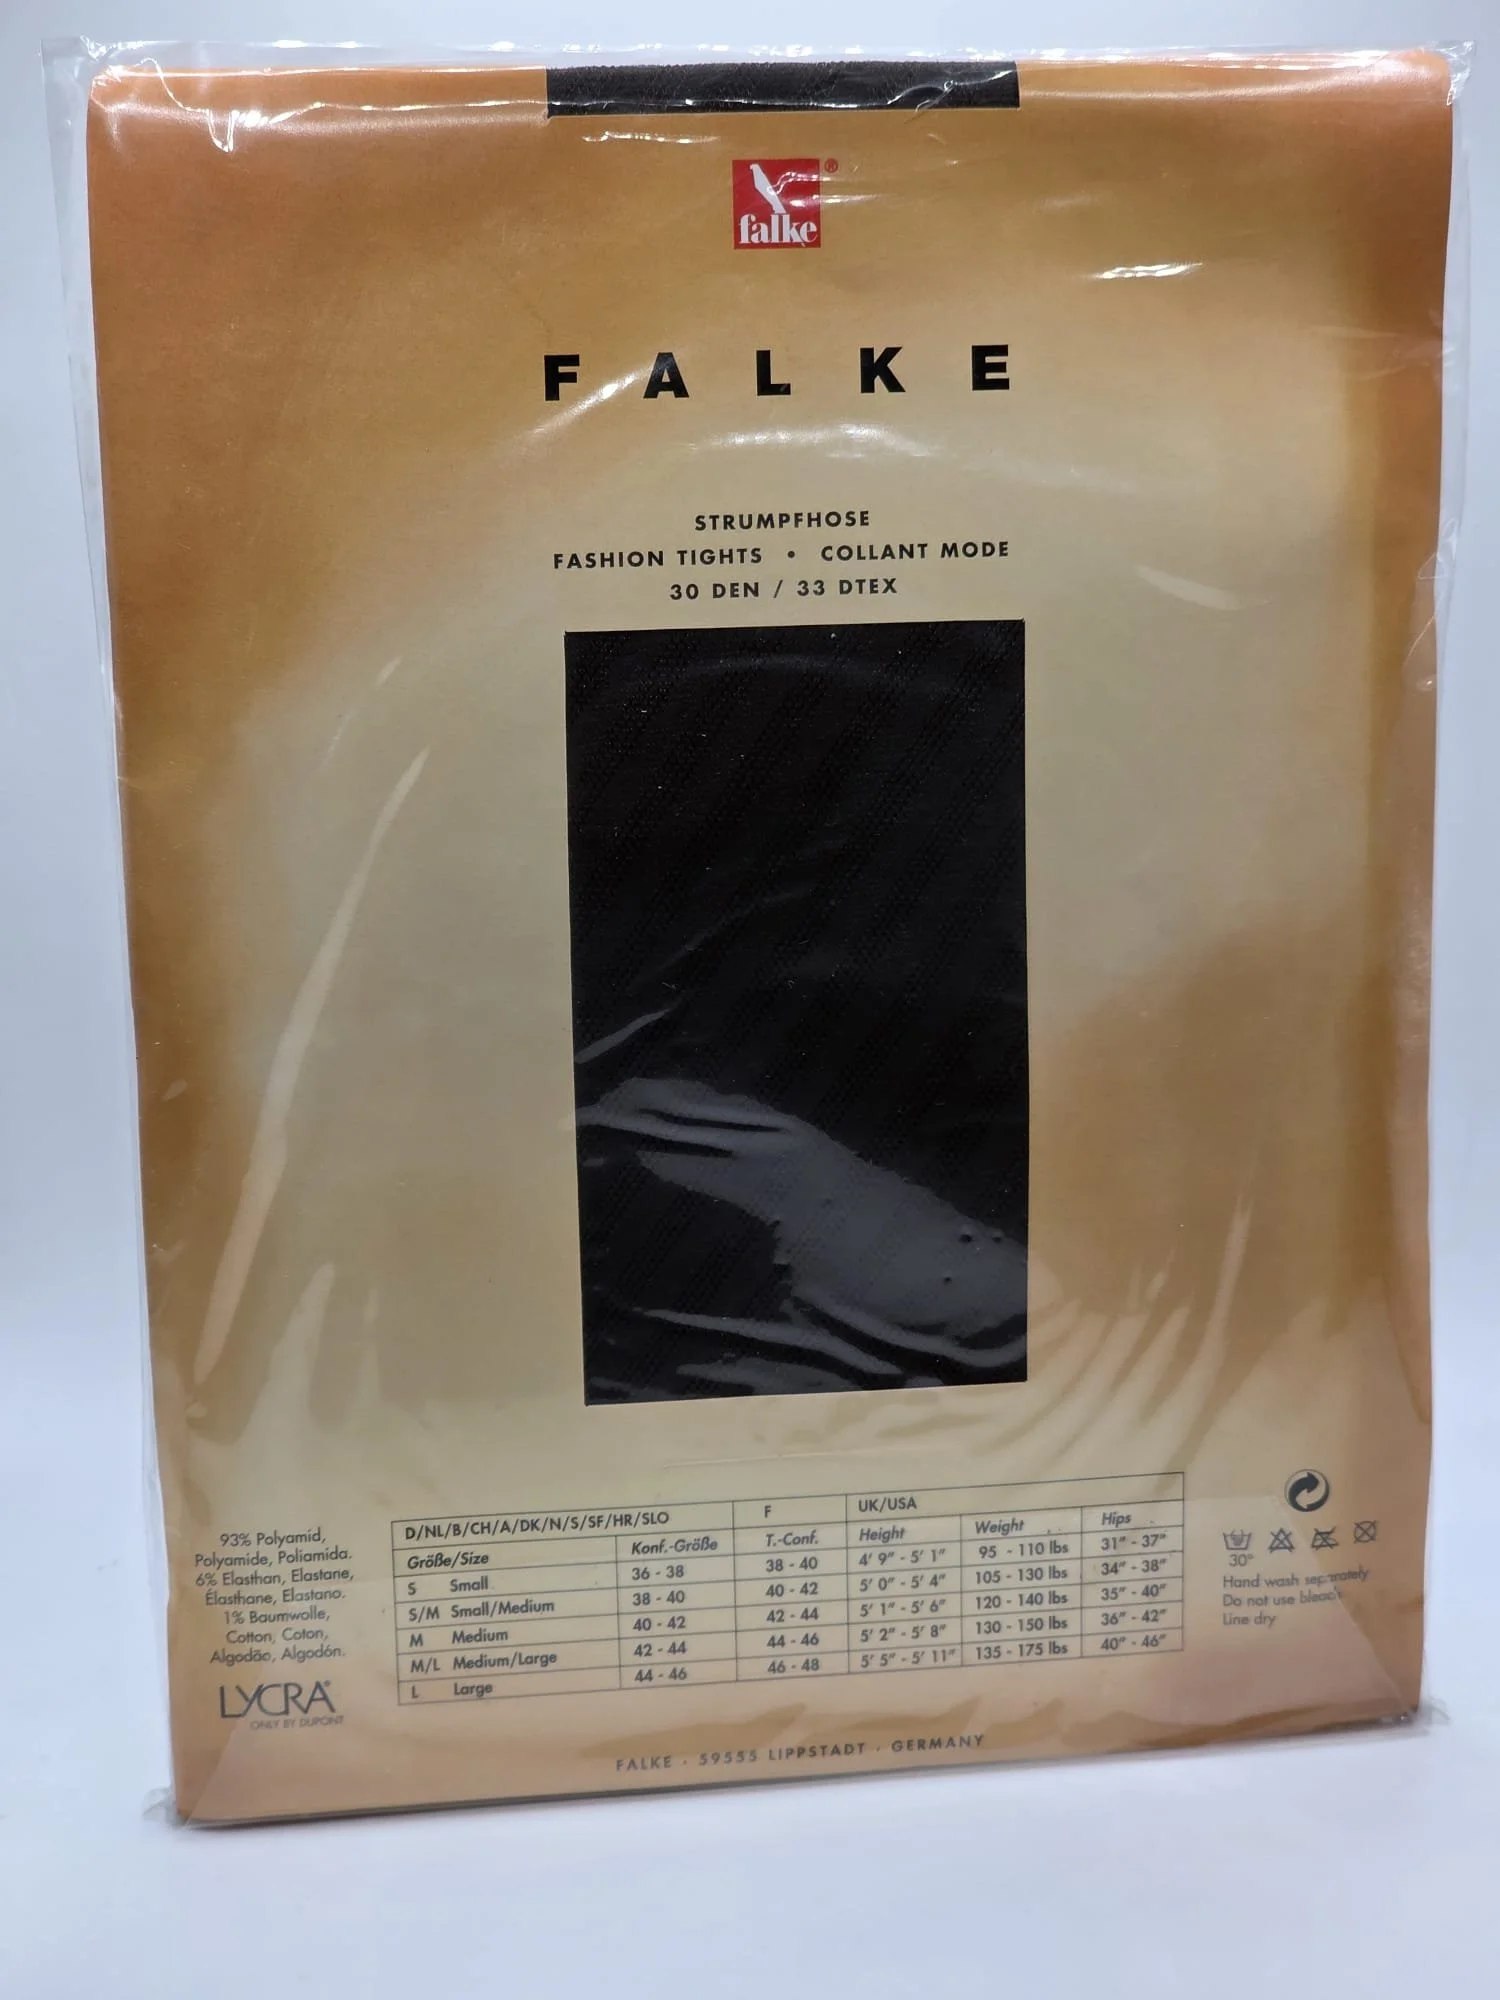 falke®
FALKE
STRUMPFHOSE
FASHION TIGHTS • COLLANT MODE
30 DEN / 33 DTEX
93% Polyamid,
Polyamide, Poliamida.
6% Elasthan, Elastane,
Élasthane, Elastano.
1% Baumwolle,
Cotton, Coton,
Algodão, Algodón.
LYCRA®
ONLY BY DUPONT
D/NL/B/CH/A/DK/N/S/SF/HR/SLO F UK/USA
Größe/Size Konf.-Größe T.-Conf. Height Weight Hips
S Small 36 - 38 38 - 40 4' 9" - 5' 1" 95 - 110 lbs 31" - 37"
S/M Small/Medium 38 - 40 40 - 42 5' 0" - 5' 4" 105 - 130 lbs 34" - 38"
M Medium 40 - 42 42 - 44 5' 1" - 5' 6" 120 - 140 lbs 35" - 40"
M/L Medium/Large 42 - 44 44 - 46 5' 2" - 5' 8" 130 - 150 lbs 36" - 42"
L Large 44 - 46 46 - 48 5' 5" - 5' 11" 135 - 175 lbs 40" - 46"
30°
Hand wash separately
Do not use bleach
Line dry
FALKE · 59555 LIPPSTADT · GERMANY